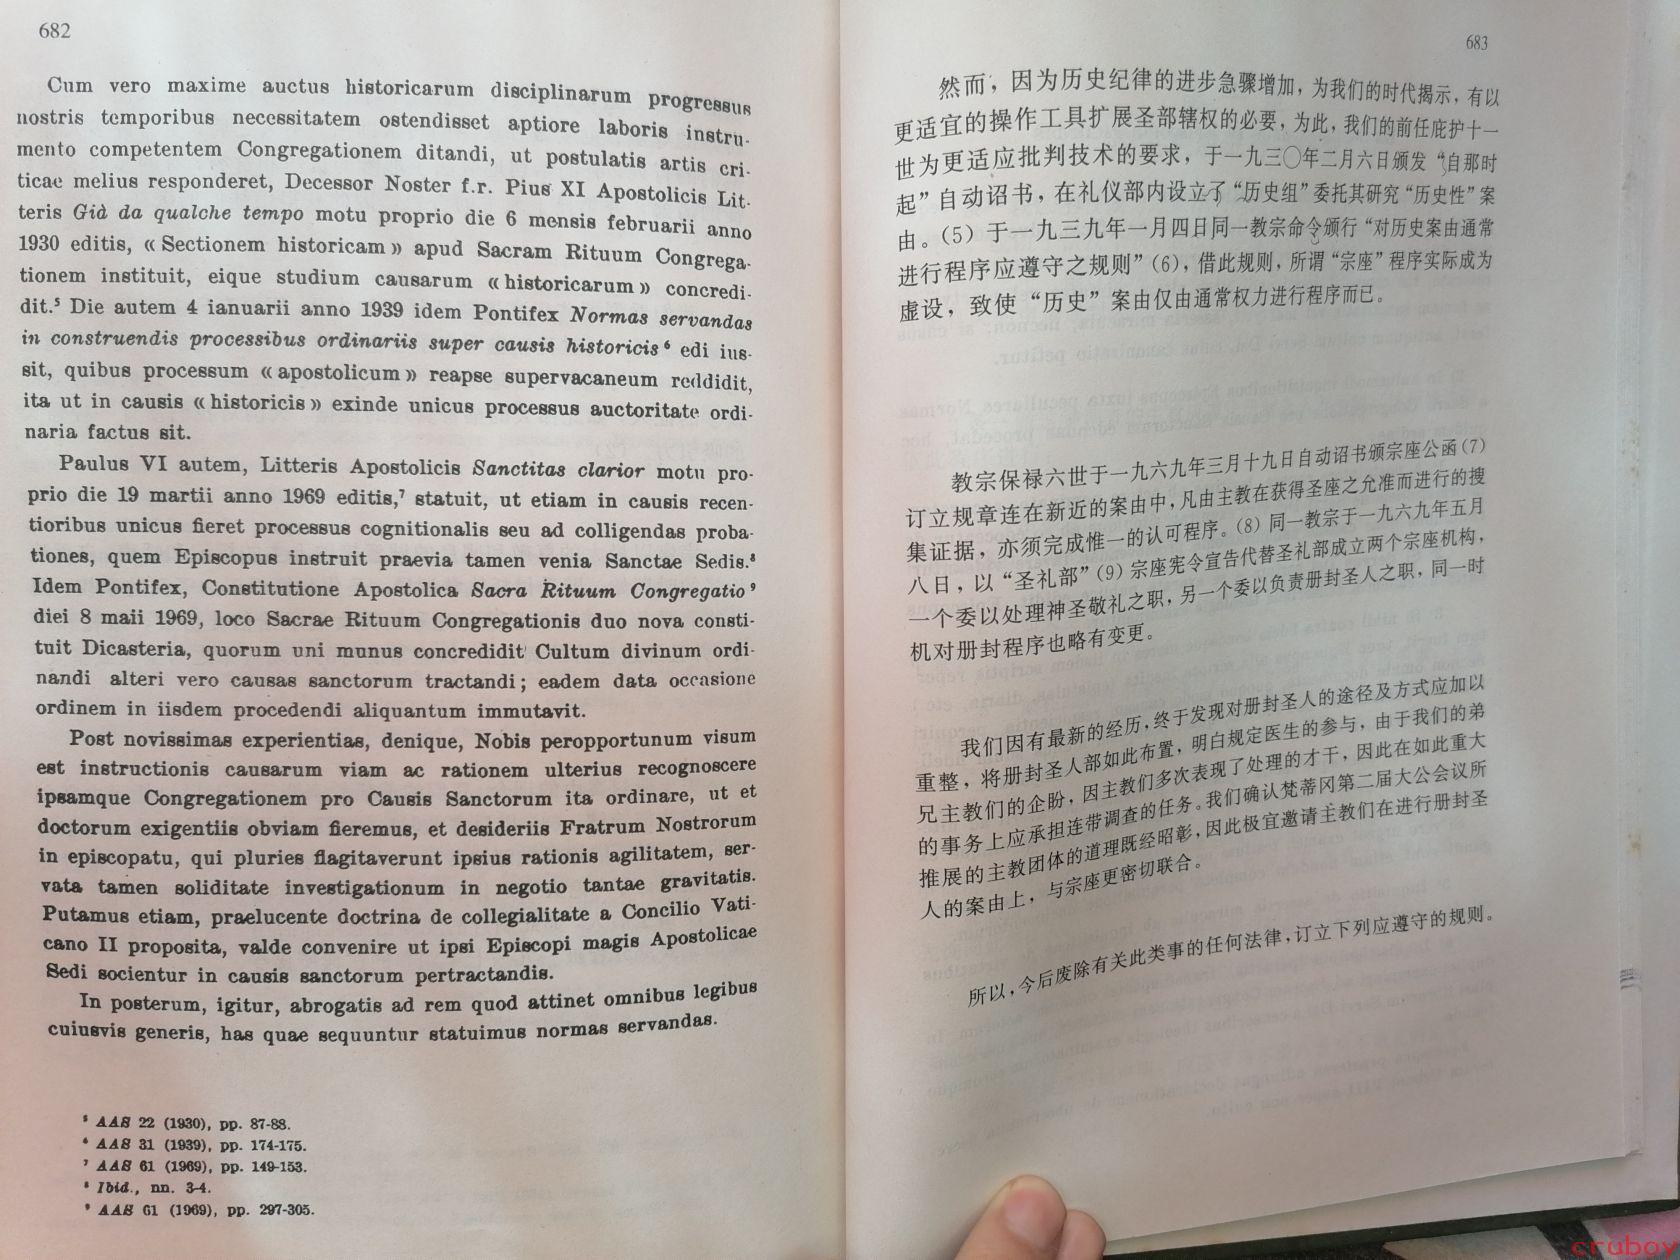 682
Cum vero maxime auctus historicarum disciplinarum progressus
nostris temporibus necessitatem ostendisset aptiore laboris instru-
mento competentem Congregationem ditandi, ut postulatis artis cri-
ticae melius responderet, Decessor Noster f.r. Pius XI Apostolicis Lit-
teris Già da qualche tempo motu proprio die 6 mensis februarii anno
1930 editis, « Sectionem historicam » apud Sacram Rituum Congrega-
tionem instituit, eique studium causarum « historicarum » concredi-
dit.⁵ Die autem 4 ianuarii anno 1939 idem Pontifex Normas servandas
in construendis processibus ordinariis super causis historicis⁶ edi ius-
sit, quibus processum « apostolicum » reapse supervacaneum reddidit,
ita ut in causis « historicis » exinde unicus processus auctoritate ordi-
naria factus sit.
Paulus VI autem, Litteris Apostolicis Sanctitas clarior motu pro-
prio die 19 martii anno 1969 editis,⁷ statuit, ut etiam in causis recen-
tioribus unicus fieret processus cognitionalis seu ad colligendas proba-
tiones, quem Episcopus instruit praevia tamen venia Sanctae Sedis.⁸
Idem Pontifex, Constitutione Apostolica Sacra Rituum Congregatio⁹
diei 8 maii 1969, loco Sacrae Rituum Congregationis duo nova consti-
tuit Dicasteria, quorum uni munus concredidit Cultum divinum ordi-
nandi alteri vero causas sanctorum tractandi; eadem data occasione
ordinem in iisdem procedendi aliquantum immutavit.
Post novissimas experientias, denique, Nobis peropportunum visum
est instructionis causarum viam ac rationem ulterius recognoscere
ipsamque Congregationem pro Causis Sanctorum ita ordinare, ut et
doctorum exigentiis obviam fieremus, et desideriis Fratrum Nostrorum
in episcopatu, qui pluries flagitaverunt ipsius rationis agilitatem, ser-
vata tamen soliditate investigationum in negotio tantae gravitatis.
Putamus etiam, praelucente doctrina de collegialitate a Concilio Vati-
cano II proposita, valde convenire ut ipsi Episcopi magis Apostolicae
Sedi socientur in causis sanctorum pertractandis.
In posterum, igitur, abrogatis ad rem quod attinet omnibus legibus
cuiusvis generis, has quae sequuntur statuimus normas servandas.
⁵ AAS 22 (1930), pp. 87-88.
⁶ AAS 31 (1939), pp. 174-175.
⁷ AAS 61 (1969), pp. 149-153.
⁸ Ibid., nn. 3-4.
⁹ AAS 61 (1969), pp. 297-305.
683
然而，因为历史纪律的进步急骤增加，为我们的时代揭示，有以
更适宜的操作工具扩展圣部辖权的必要，为此，我们的前任庇护十一
世为更适应批判技术的要求，于一九三〇年二月六日颁发“自那时
起”自动诏书，在礼仪部内设立了“历史组”委托其研究“历史性”案
由。(5) 于一九三九年一月四日同一教宗命令颁行“对历史案由通常
进行程序应遵守之规则”(6)，借此规则，所谓“宗座”程序实际成为
虚设，致使“历史”案由仅由通常权力进行程序而已。
教宗保禄六世于一九六九年三月十九日自动诏书颁宗座公函(7)
订立规章连在新近的案由中，凡由主教在获得圣座之允准而进行的搜
集证据，亦须完成惟一的认可程序。(8) 同一教宗于一九六九年五月
八日，以“圣礼部”(9) 宗座宪令宣告代替圣礼部成立两个宗座机构，
一个委以处理神圣敬礼之职，另一个委以负责册封圣人之职，同一时
机对册封程序也略有变更。
我们因有最新的经历，终于发现对册封圣人的途径及方式应加以
重整，将册封圣人部如此布置，明白规定医生的参与，由于我们的弟
兄主教们的企盼，因主教们多次表现了处理的才干，因此在如此重大
的事务上应承担连带调查的任务。我们确认梵蒂冈第二届大公会议所
推展的主教团体的道理既经昭彰，因此极宜邀请主教们在进行册封圣
人的案由上，与宗座更密切联合。
所以，今后废除有关此类事的任何法律，订立下列应遵守的规则。
cruboy